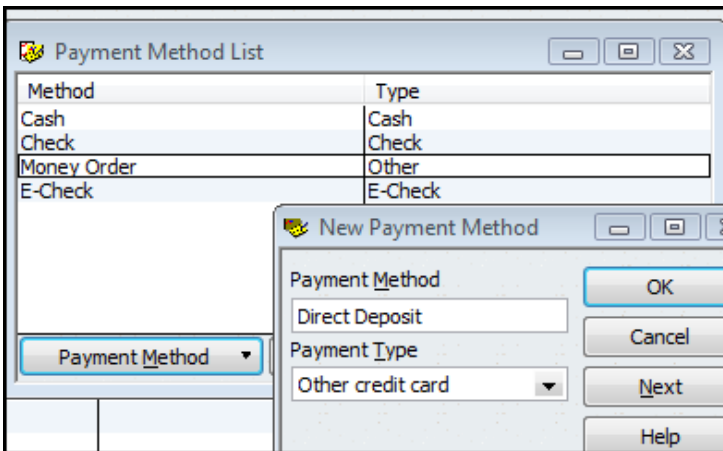 Payment Method List
Method Type
Cash Cash
Check Check
Money Order Other
E-Check E-Check
New Payment Method
Payment Method
OK
Direct Deposit
Cancel
Payment Type
Payment Method
Other credit card
Next
Help